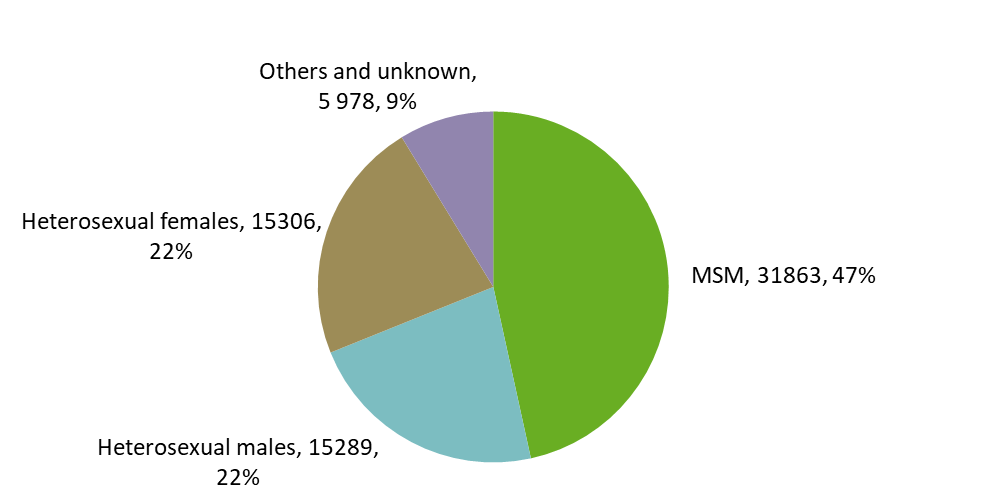 Others and unknown,
5 978, 9%
Heterosexual females, 15306,
22%
MSM, 31863, 47%
Heterosexual males, 15289,
22%